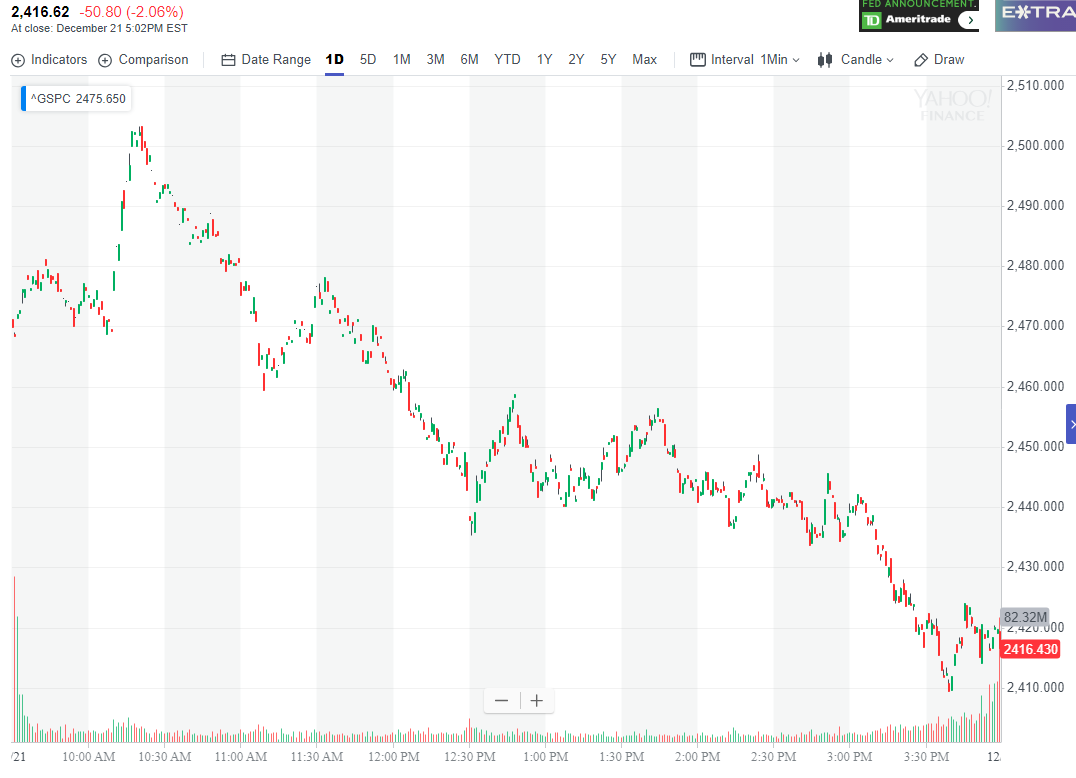 2,416.62 -50.80 (-2.06%)
At close: December 21 5:02PM EST
FED ANNOUNCEMENT.
TD Ameritrade
EXTRA
Indicators Comparison Date Range 1D 5D 1M 3M 6M YTD 1Y 2Y 5Y Max Interval 1Min Candle Draw
^GSPC 2475.650
YAHOO!
FINANCE
2,510.000
2,500.000
2,490.000
2,480.000
2,470.000
2,460.000
2,450.000
2,440.000
2,430.000
82.32M
2,420.000
2416.430
2,410.000
/21 10:00 AM 10:30 AM 11:00 AM 11:30 AM 12:00 PM 12:30 PM 1:00 PM 1:30 PM 2:00 PM 2:30 PM 3:00 PM 3:30 PM 12/